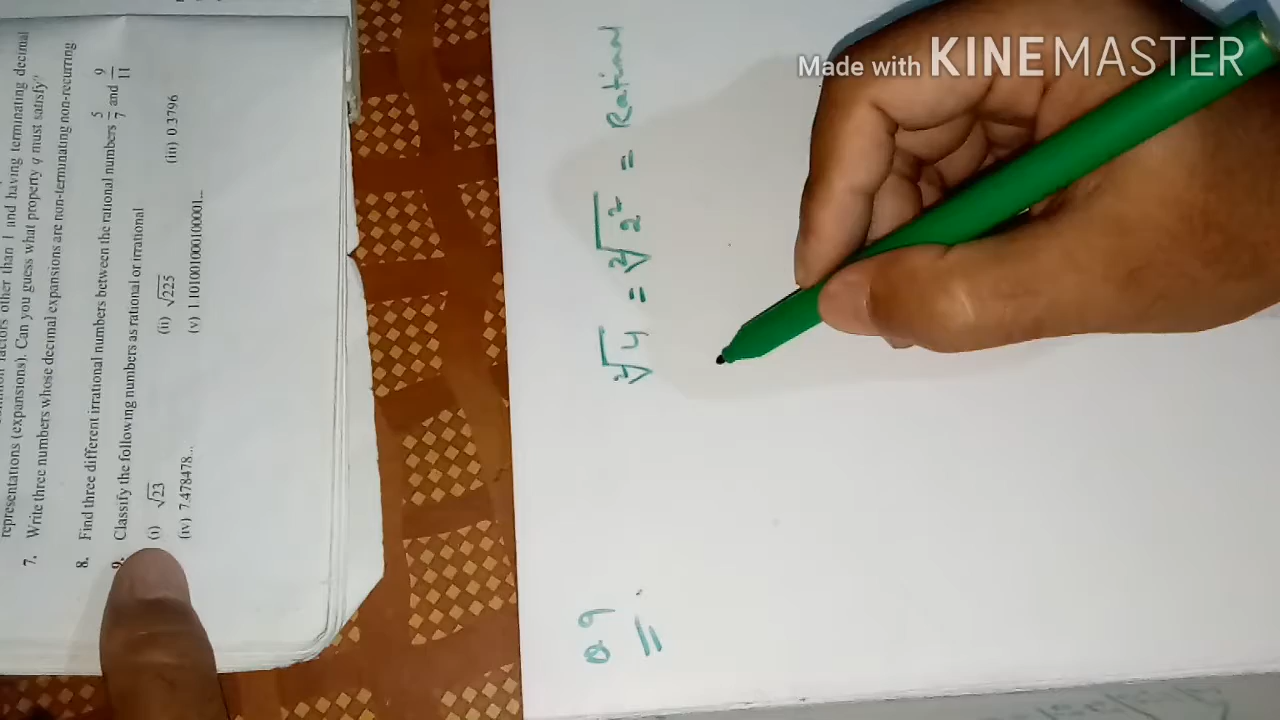 Made with KINEMASTER
representations (expansions). Can you guess what property q must satisfy?
7. Write three numbers whose decimal expansions are non-terminating non-recurring
8. Find three different irrational numbers between the rational numbers 5/7 and 9/11
9. Classify the following numbers as rational or irrational
(i) √23 (ii) √225 (iii) 0.3796
(iv) 7.478478... (v) 1.101001000100001...
Q 9
²√4 = ²√2² = Rational